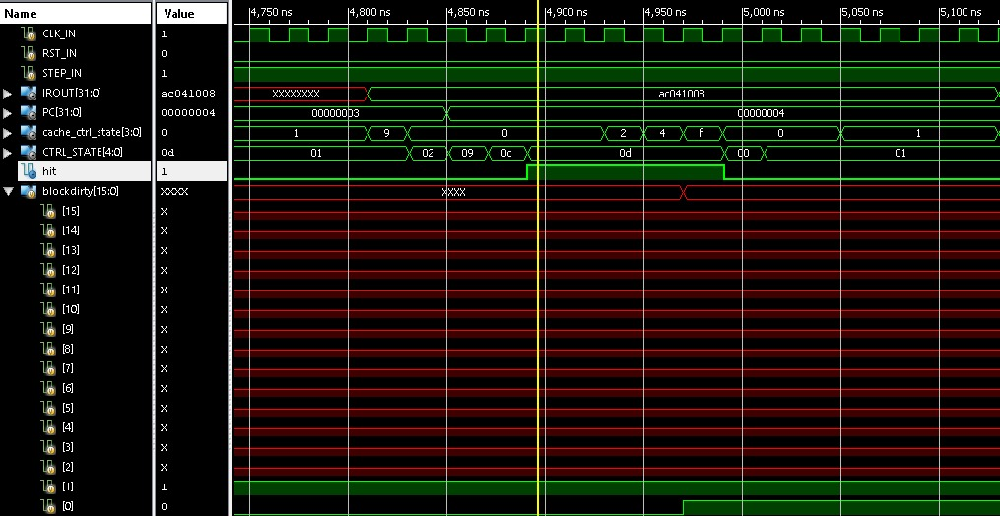 Name Value 4,750 ns 4,800 ns 4,850 ns 4,900 ns 4,950 ns 5,000 ns 5,050 ns 5,100 ns
CLK_IN 1
RST_IN 0
STEP_IN 1
IROUT[31:0] ac041008 XXXXXXXX ac041008
PC[31:0] 00000004 00000003 00000004
cache_ctrl_state[3:0] 0 1 9 0 2 4 f 0 1
CTRL_STATE[4:0] 0d 01 02 09 0c 0d 00 01
hit 1
blockdirty[15:0] XXXX XXXX
[15] X
[14] X
[13] X
[12] X
[11] X
[10] X
[9] X
[8] X
[7] X
[6] X
[5] X
[4] X
[3] X
[2] X
[1] 1
[0] 0